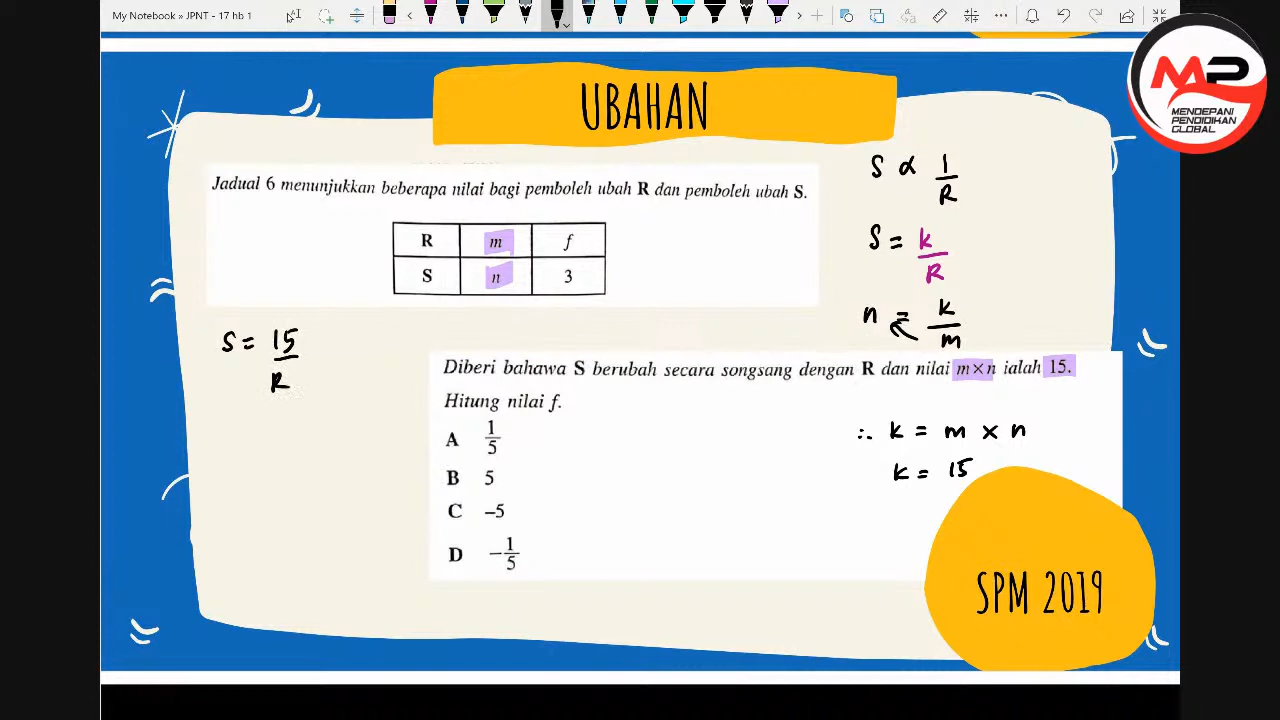 My Notebook » JPNT - 17 hb 1
MP
MENDEPANI
PENDIDIKAN
GLOBAL
UBAHAN
Jadual 6 menunjukkan beberapa nilai bagi pemboleh ubah R dan pemboleh ubah S.
R m f
S n 3
S ∝ 1/R
S = k/R
n = k/m
S = 15/R
Diberi bahawa S berubah secara songsang dengan R dan nilai m × n ialah 15.
Hitung nilai f.
A 1/5
B 5
C –5
D –1/5
∴ k = m × n
k = 15
SPM 2019